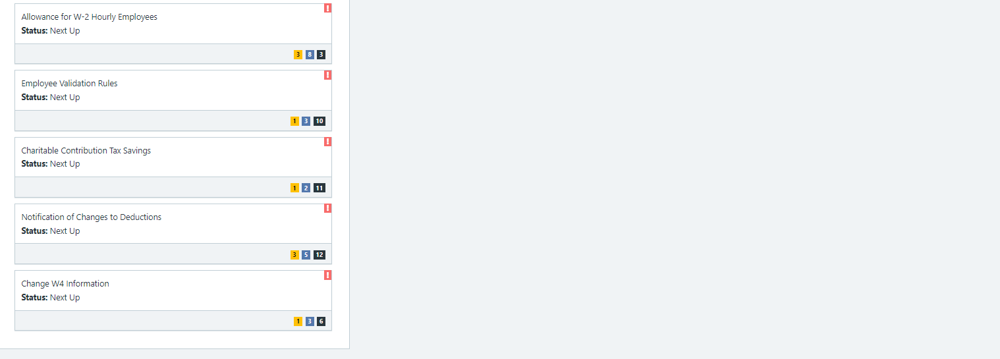 !
Allowance for W-2 Hourly Employees
Status: Next Up
3 8 3
!
Employee Validation Rules
Status: Next Up
1 3 10
!
Charitable Contribution Tax Savings
Status: Next Up
1 2 11
!
Notification of Changes to Deductions
Status: Next Up
3 5 12
!
Change W4 Information
Status: Next Up
1 3 6